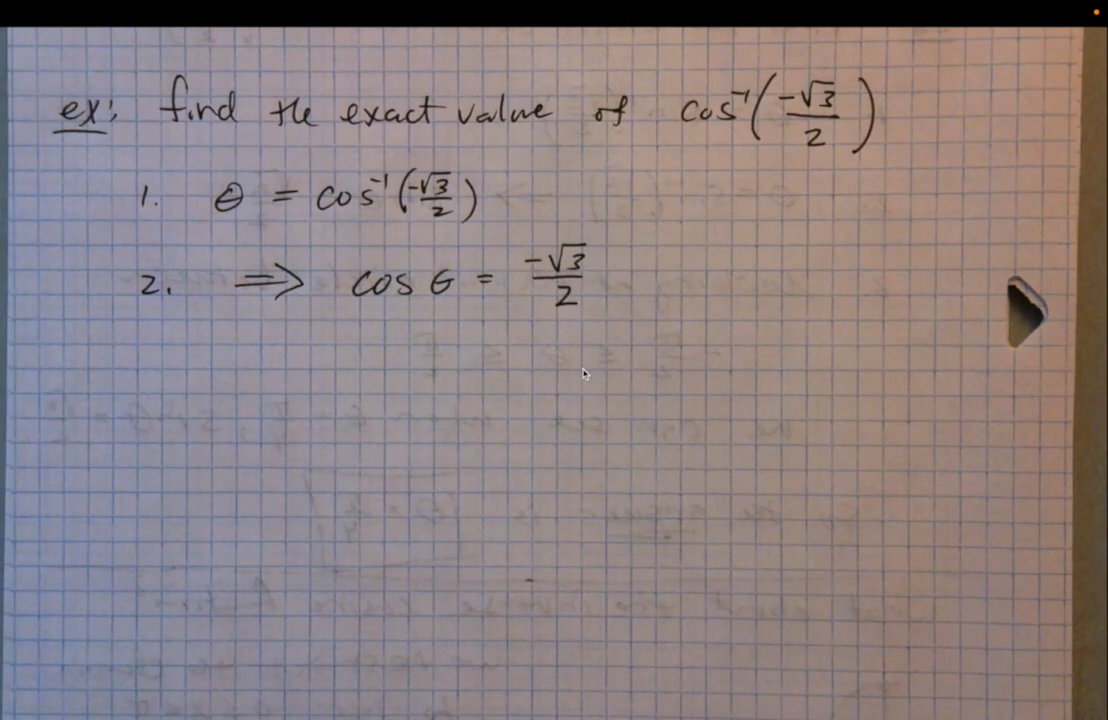 ex: find the exact value of cos⁻¹(-√3/2)
1. θ = cos⁻¹(-√3/2)
2. ⟹ cos θ = -√3/2